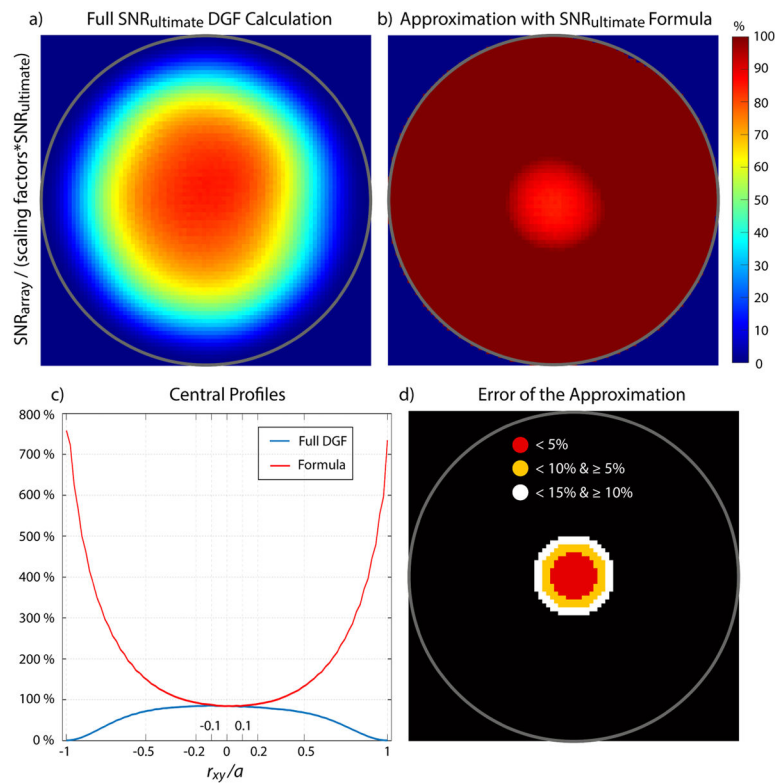 a) Full SNRultimate DGF Calculation
b) Approximation with SNRultimate Formula
SNRarray / (scaling factors*SNRultimate)
%
100
90
80
70
60
50
40
30
20
10
0
c) Central Profiles
800 %
700 %
600 %
500 %
400 %
300 %
200 %
100 %
0 %
Full DGF
Formula
-0.1 0.1
-1 -0.5 -0.2 0 0.2 0.5 1
rxy/a
d) Error of the Approximation
< 5%
< 10% & ≥ 5%
< 15% & ≥ 10%